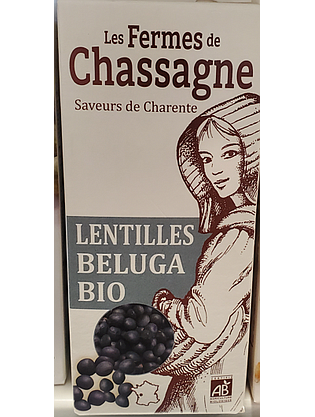 Les Fermes de
Chassagne
Saveurs de Charente
LENTILLES
BELUGA
BIO
AB